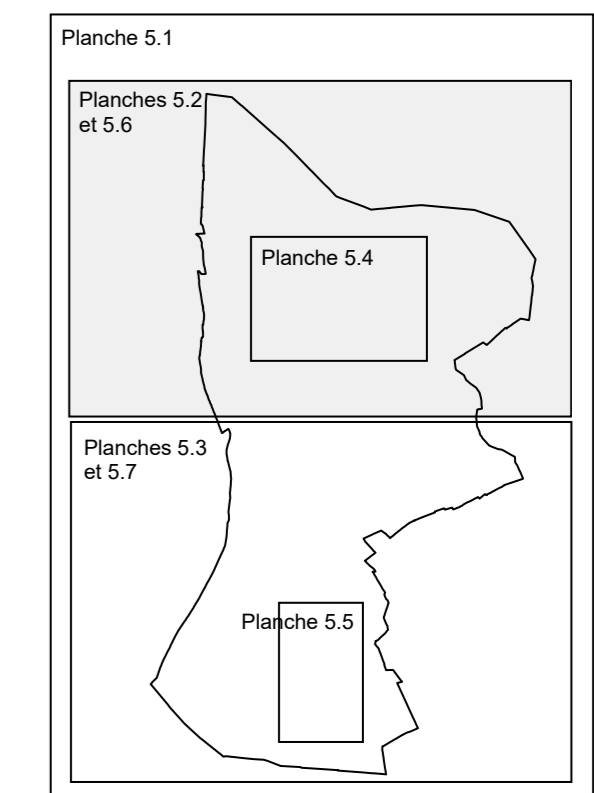 Planche 5.1
Planches 5.2
et 5.6
Planche 5.4
Planches 5.3
et 5.7
Planche 5.5